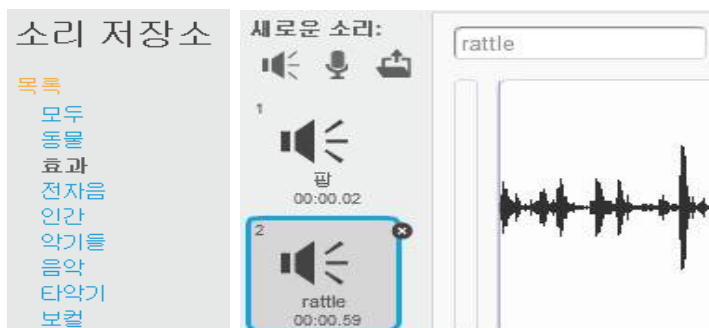 소리 저장소
목록
모두
동물
효과
전자음
인간
악기들
음악
타악기
보컬
새로운 소리:
1
팝
00:00.02
2
rattle
00:00.59
rattle